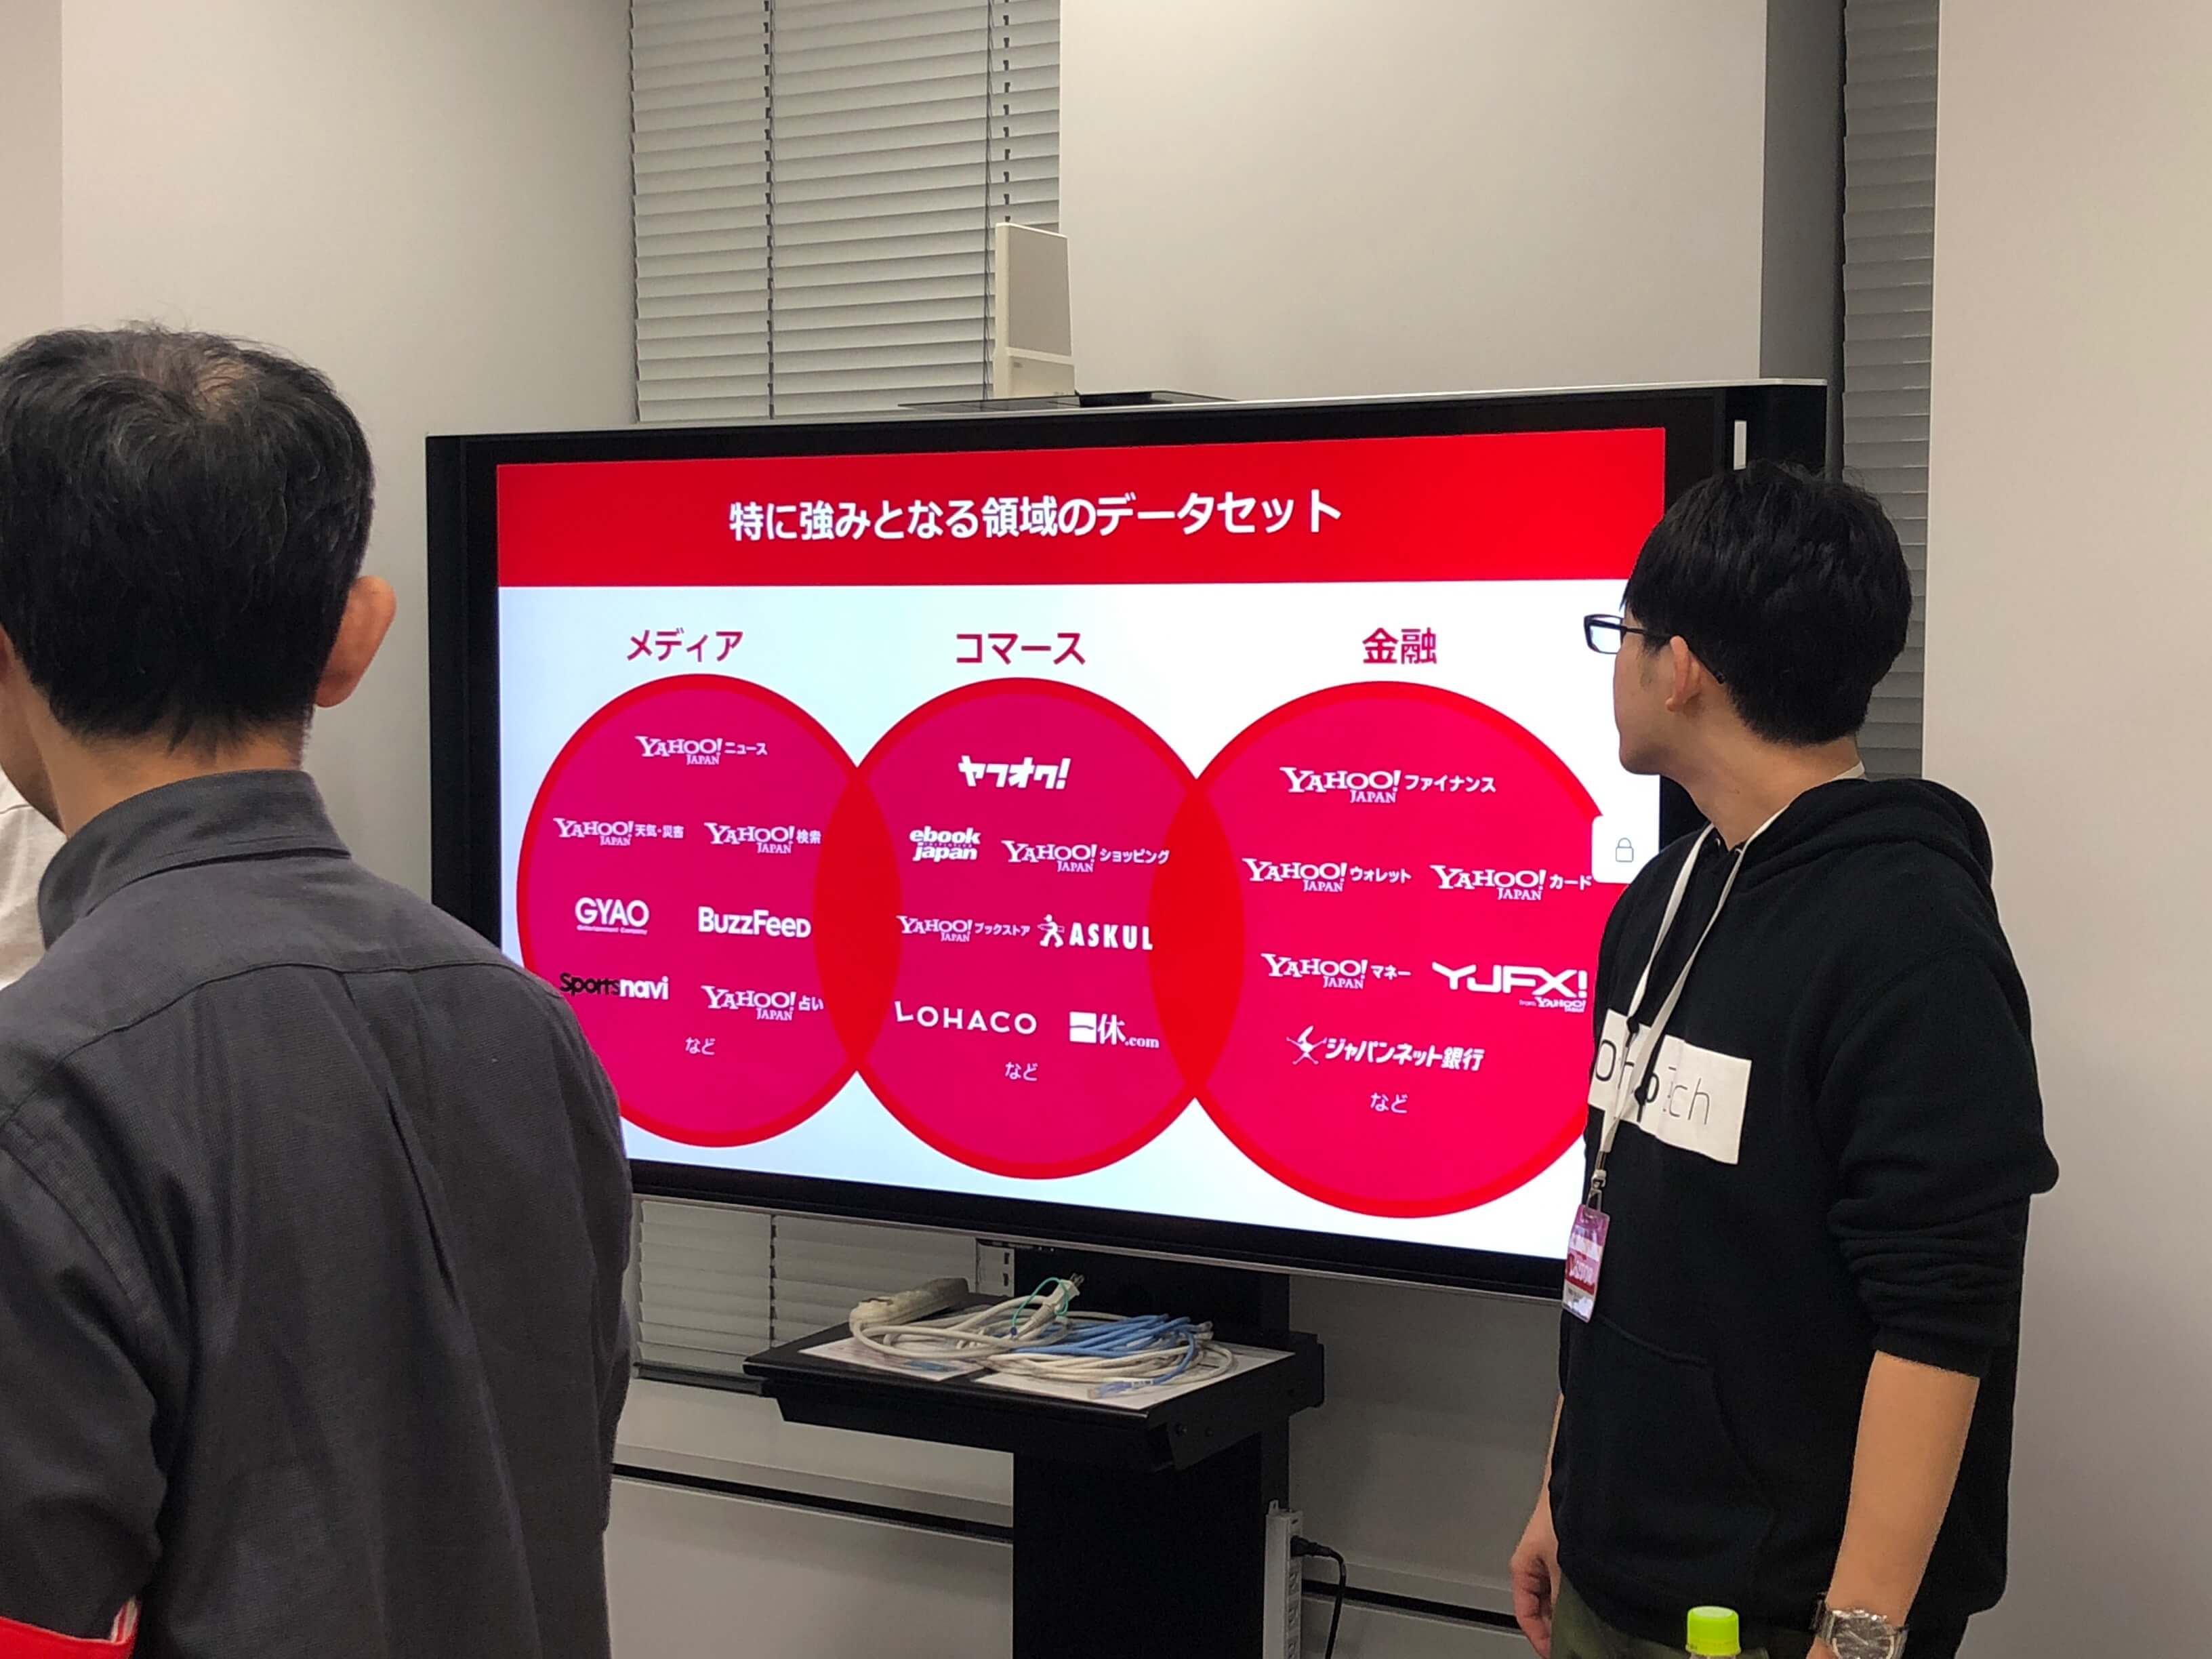 特に強みとなる領域のデータセット
メディア
YAHOO! JAPAN ニュース
YAHOO! JAPAN 天気・災害
YAHOO! JAPAN 検索
GYAO
BuzzFeed
Sportsnavi
YAHOO! JAPAN 占い
など
コマース
ヤフオク!
ebook japan
YAHOO! JAPAN ショッピング
YAHOO! JAPAN ブックストア
ASKUL
LOHACO
一休.com
など
金融
YAHOO! JAPAN ファイナンス
YAHOO! JAPAN ウォレット
YAHOO! JAPAN カード
YAHOO! JAPAN マネー
YJFX!
from YAHOO!
ジャパンネット銀行
など